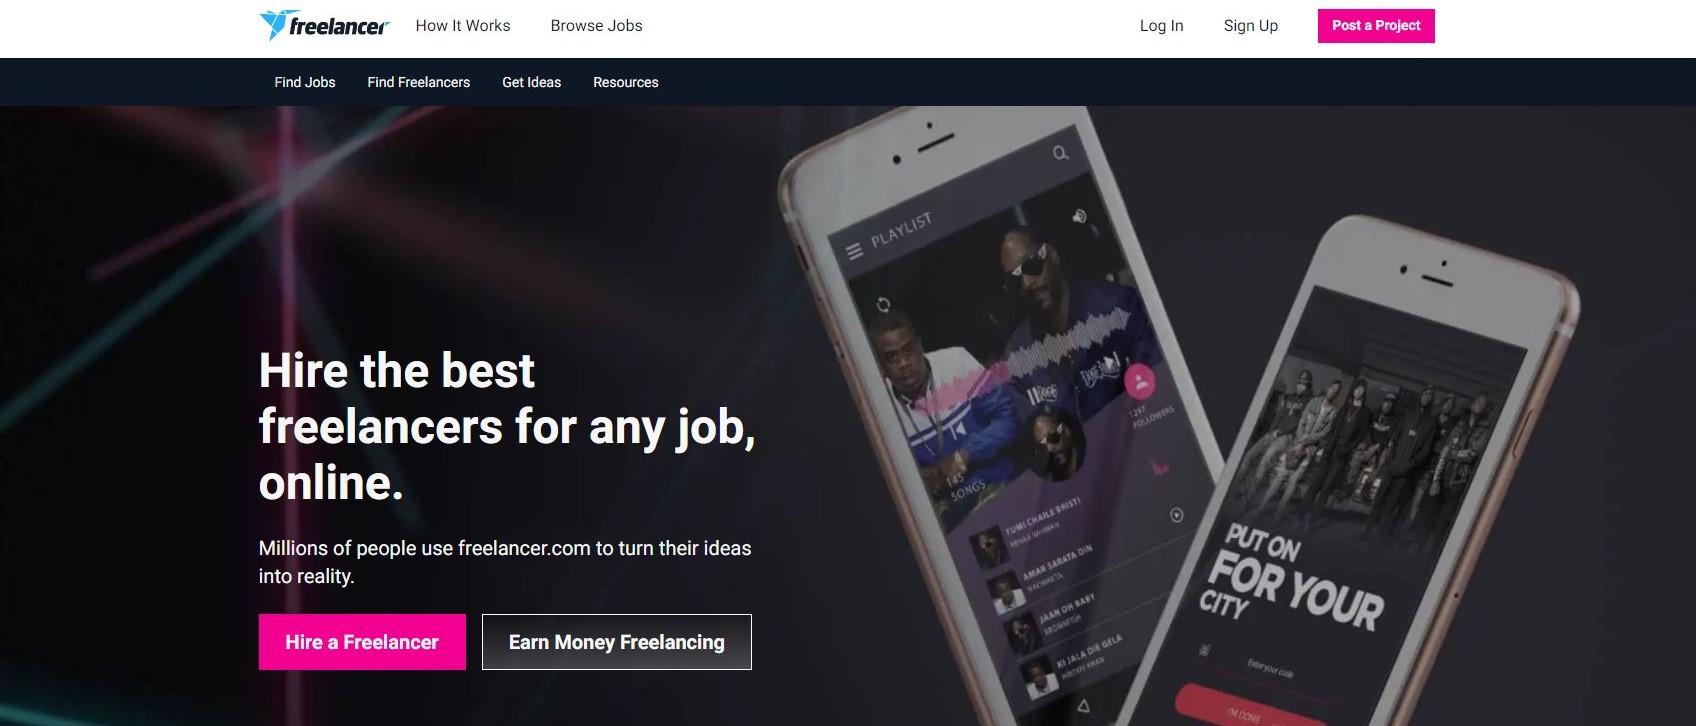 freelancer
How It Works
Browse Jobs
Log In
Sign Up
Post a Project
Find Jobs
Find Freelancers
Get Ideas
Resources
Hire the best
freelancers for any job,
online.
Millions of people use freelancer.com to turn their ideas
into reality.
Hire a Freelancer
Earn Money Freelancing
PLAYLIST
1297
FOLLOWERS
145
SONGS
TUMI CHAILE BRISTI
AMAR SARATA DIN
JAAN OH BABY
KI JALA DIE GELA
HRIDOY KHAN
PUT ON
FOR YOUR
CITY
Enter your code
I'M DONE